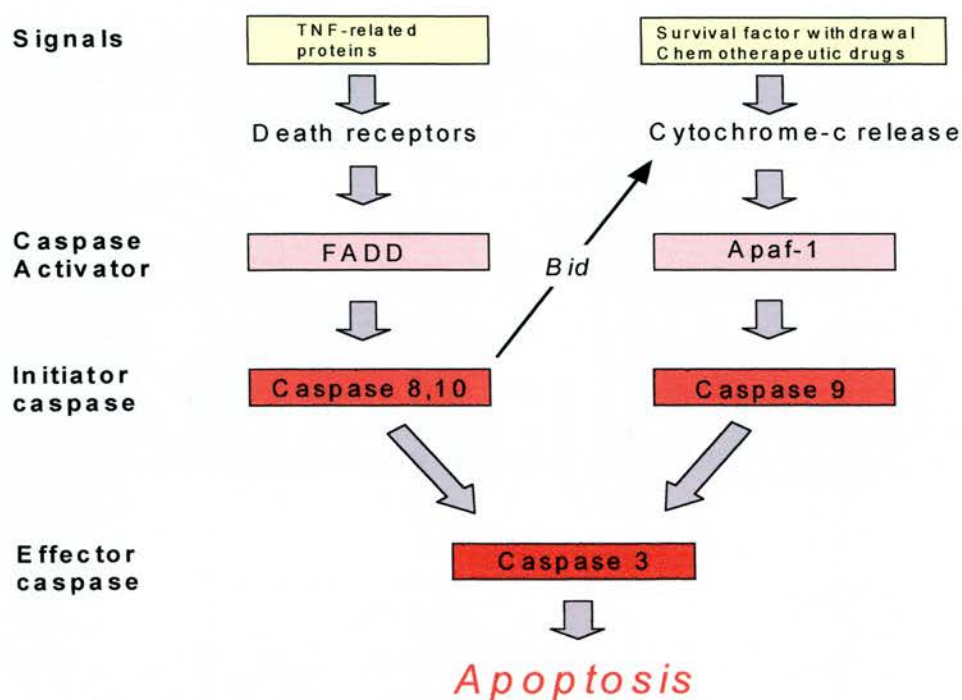 Signals
TNF-related
proteins
Survival factor withdrawal
Chemotherapeutic drugs
Death receptors
Cytochrome-c release
Caspase
Activator
FADD
Bid
Apaf-1
Initiator
caspase
Caspase 8,10
Caspase 9
Effector
caspase
Caspase 3
Apoptosis